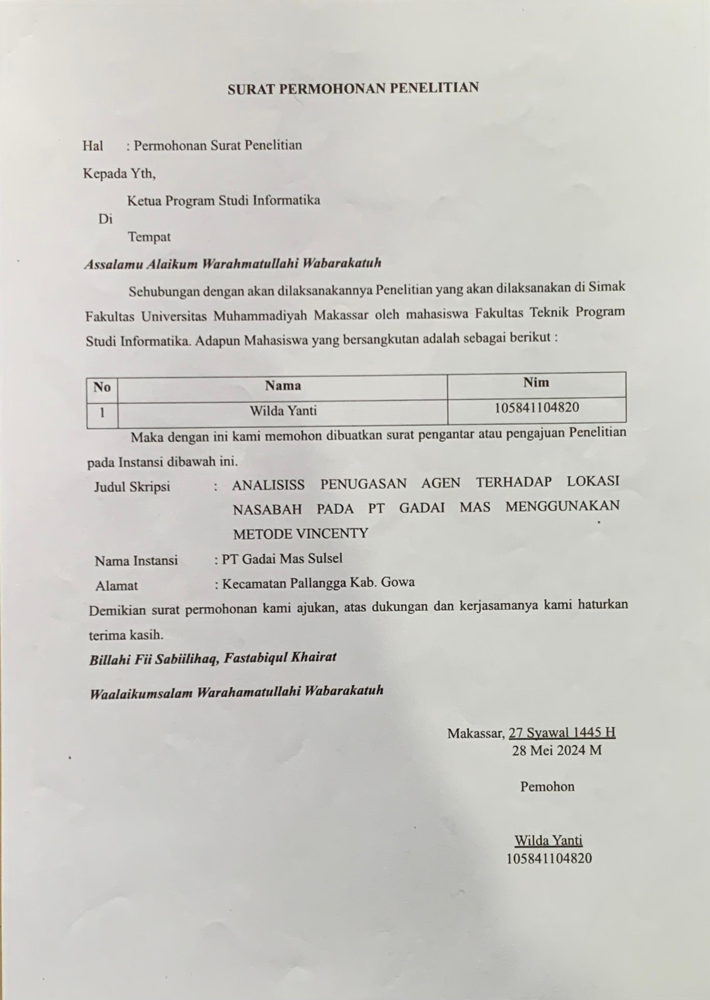 SURAT PERMOHONAN PENELITIAN
Hal : Permohonan Surat Penelitian
Kepada Yth,
Ketua Program Studi Informatika
Di
Tempat
Assalamu Alaikum Warahmatullahi Wabarakatuh
Sehubungan dengan akan dilaksanakannya Penelitian yang akan dilaksanakan di Simak
Fakultas Universitas Muhammadiyah Makassar oleh mahasiswa Fakultas Teknik Program
Studi Informatika. Adapun Mahasiswa yang bersangkutan adalah sebagai berikut :
No Nama Nim
1 Wilda Yanti 105841104820
Maka dengan ini kami memohon dibuatkan surat pengantar atau pengajuan Penelitian
pada Instansi dibawah ini.
Judul Skripsi : ANALISISS PENUGASAN AGEN TERHADAP LOKASI
NASABAH PADA PT GADAI MAS MENGGUNAKAN
METODE VINCENTY
Nama Instansi : PT Gadai Mas Sulsel
Alamat : Kecamatan Pallangga Kab. Gowa
Demikian surat permohonan kami ajukan, atas dukungan dan kerjasamanya kami haturkan
terima kasih.
Billahi Fii Sabiilihaq, Fastabiqul Khairat
Waalaikumsalam Warahamatullahi Wabarakatuh
Makassar, 27 Syawal 1445 H
28 Mei 2024 M
Pemohon
Wilda Yanti
105841104820